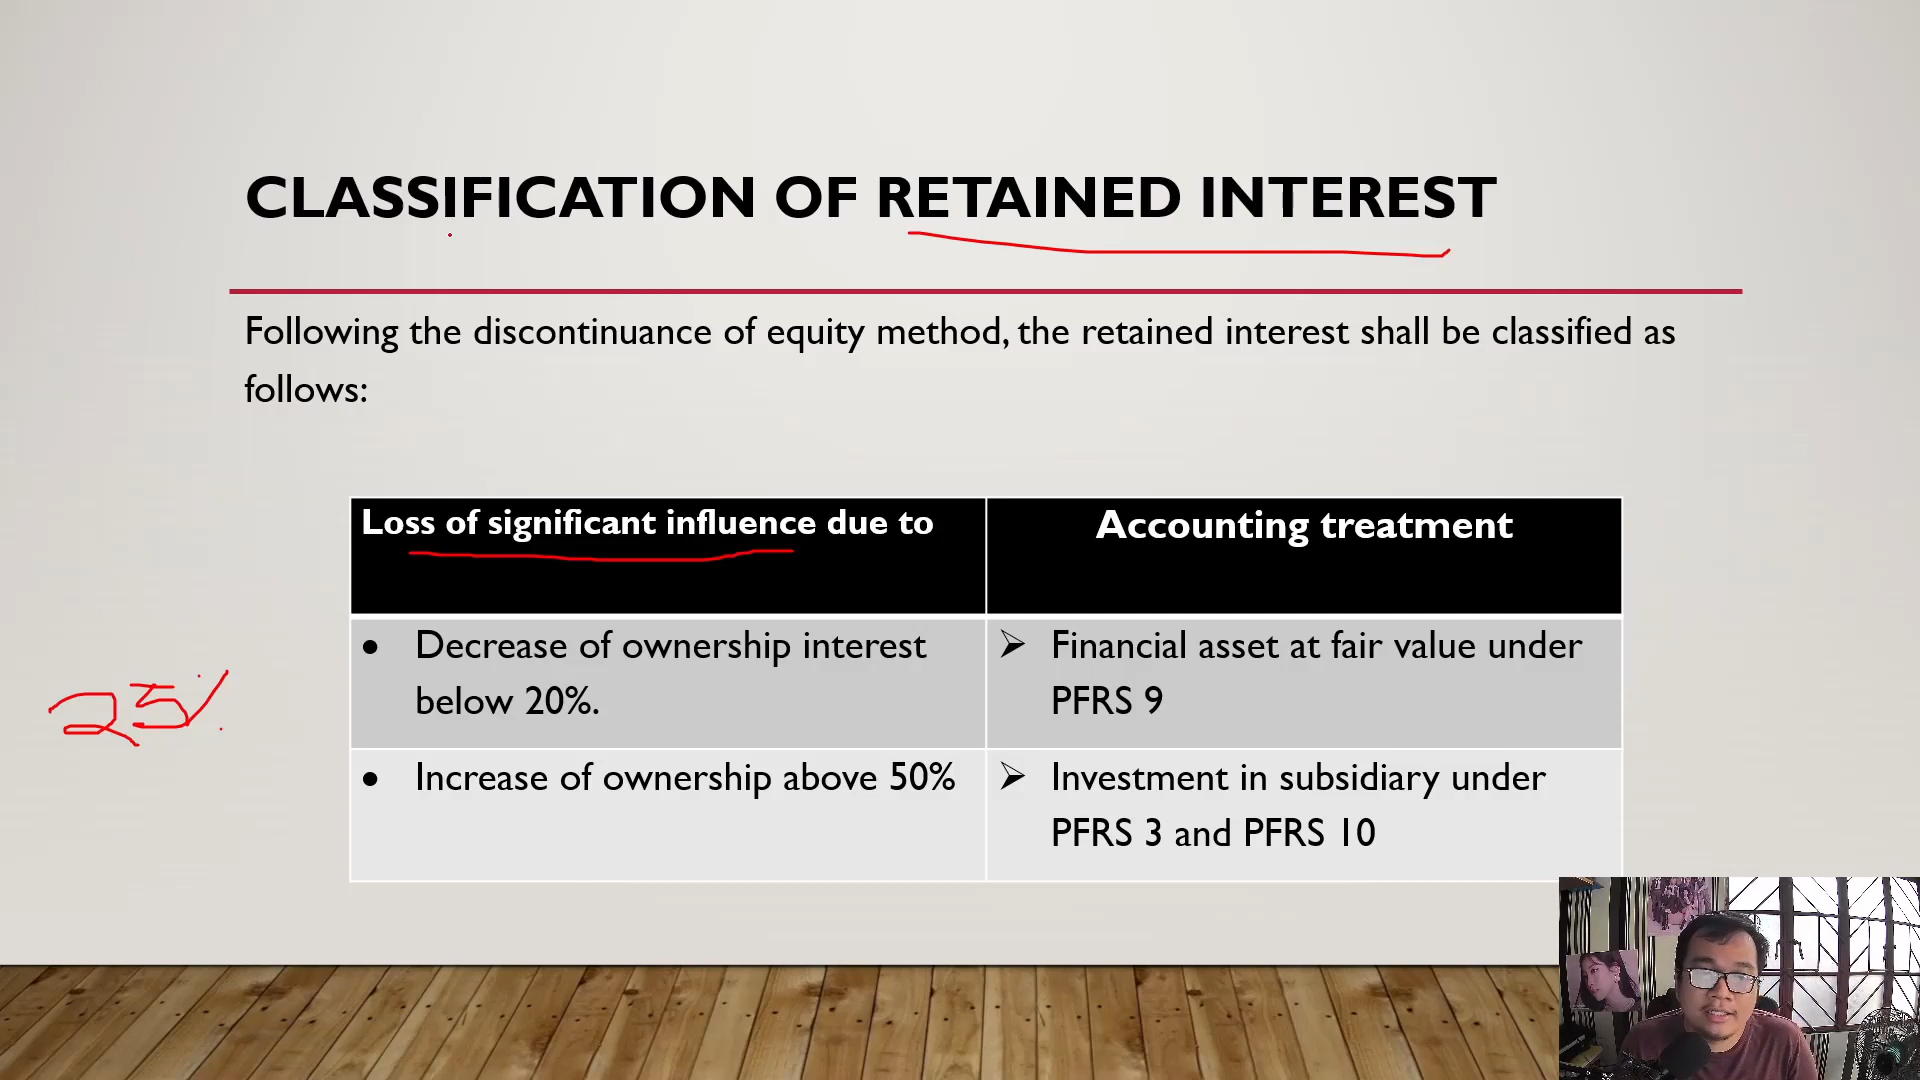 CLASSIFICATION OF RETAINED INTEREST
Following the discontinuance of equity method, the retained interest shall be classified as
follows:
Loss of significant influence due to
Accounting treatment
• Decrease of ownership interest
below 20%.
➢ Financial asset at fair value under
PFRS 9
25%
• Increase of ownership above 50%
➢ Investment in subsidiary under
PFRS 3 and PFRS 10